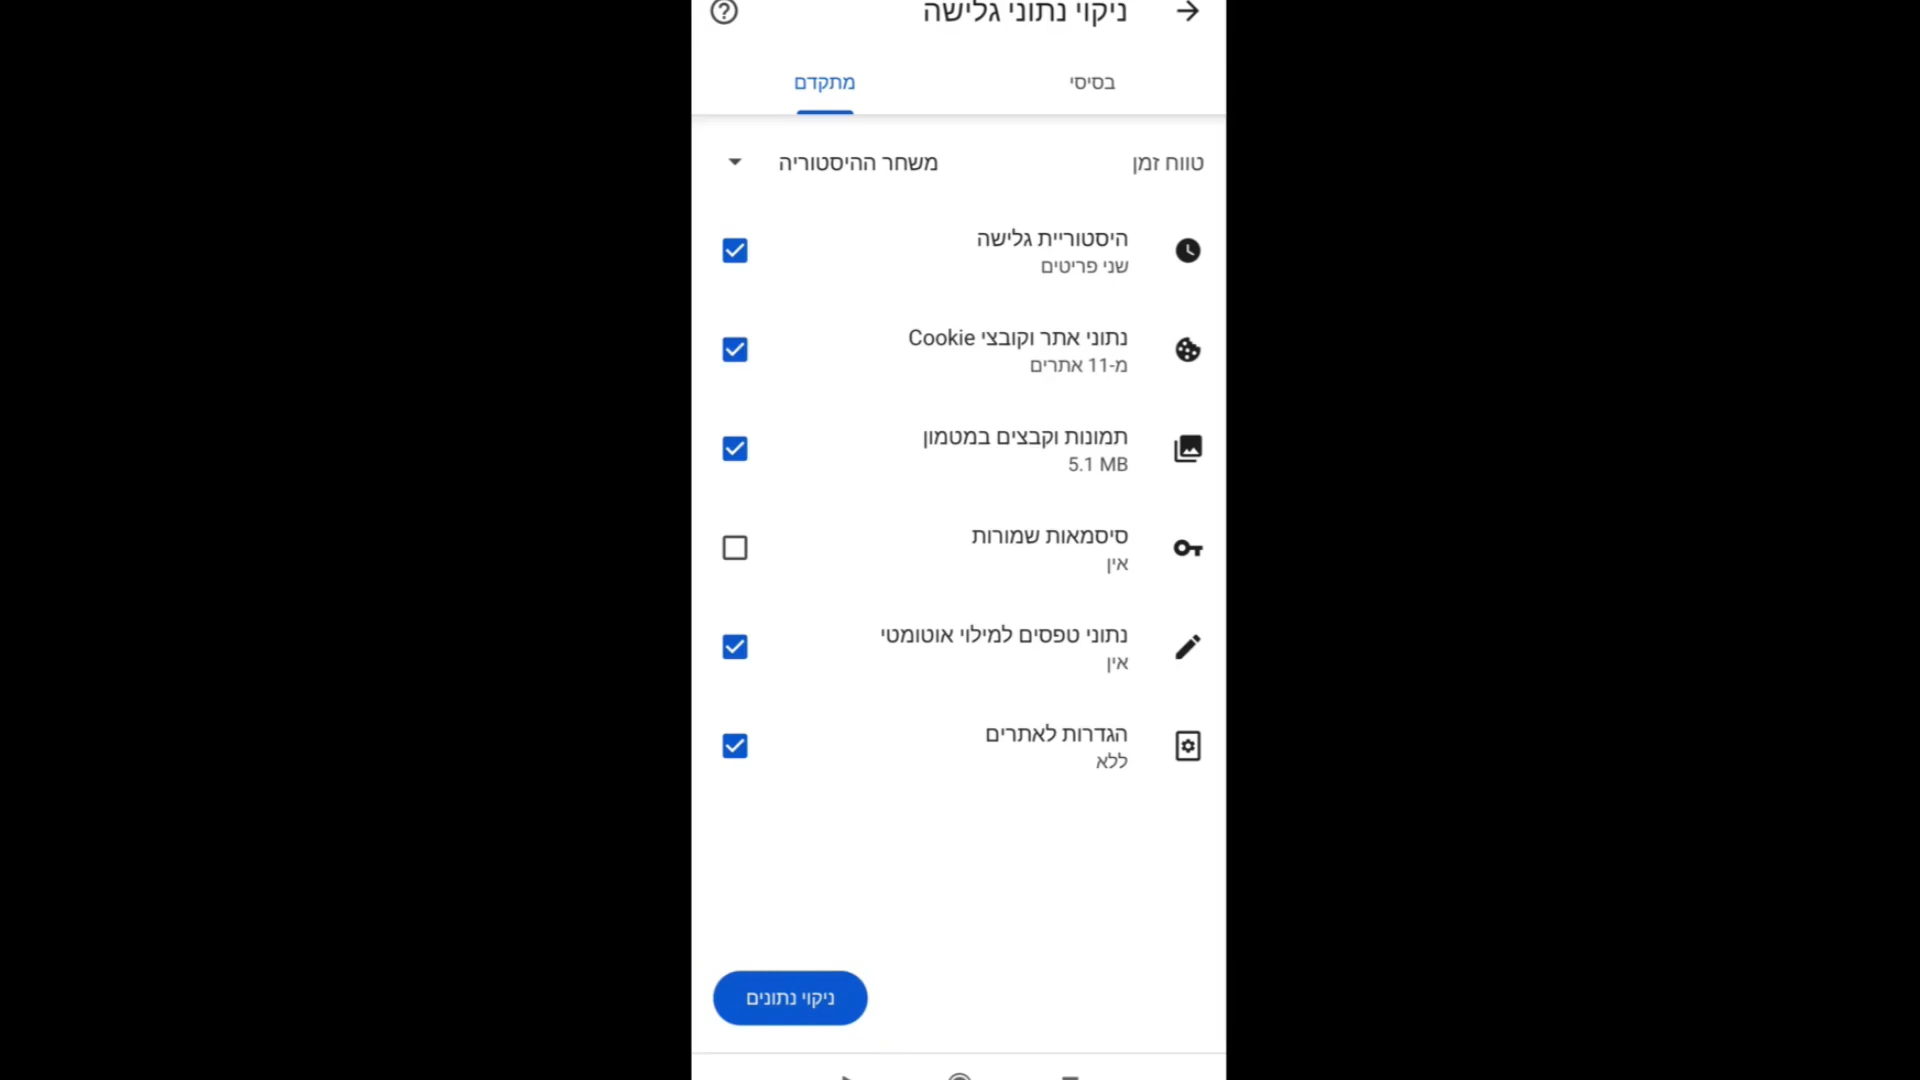 ניקוי נתוני גלישה
בסיסי
מתקדם
טווח זמן
משחר ההיסטוריה
היסטוריית גלישה
שני פריטים
נתוני אתר וקובצי Cookie
מ-11 אתרים
תמונות וקבצים במטמון
5.1 MB
סיסמאות שמורות
אין
נתוני טפסים למילוי אוטומטי
אין
הגדרות לאתרים
ללא
ניקוי נתונים